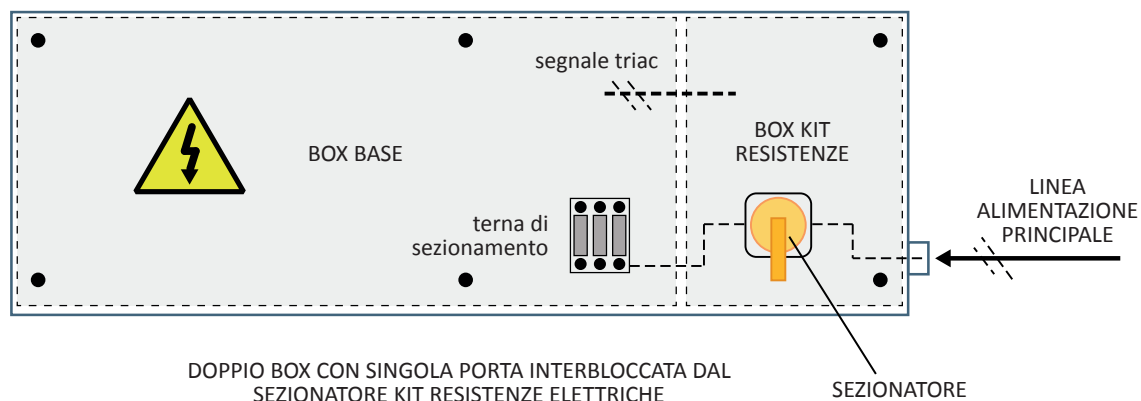 segnale triac
BOX KIT
RESISTENZE
BOX BASE
terna di
sezionamento
LINEA
ALIMENTAZIONE
PRINCIPALE
DOPPIO BOX CON SINGOLA PORTA INTERBLOCCATA DAL
SEZIONATORE KIT RESISTENZE ELETTRICHE
SEZIONATORE